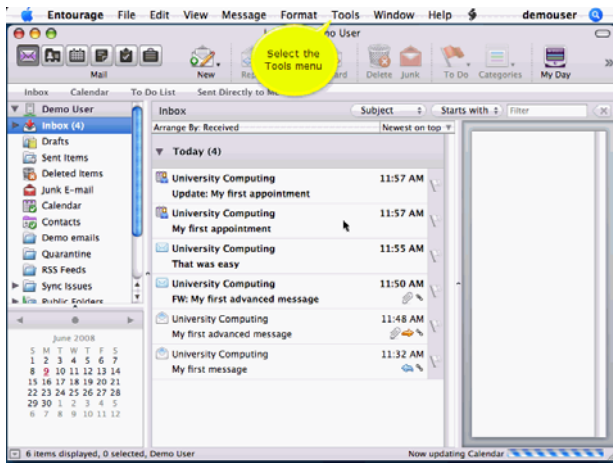 Entourage File Edit View Message Format Tools Window Help demouser
no User
Select the
Tools menu
New Delete Junk To Do Categories My Day
Mail
Inbox Calendar To Do List Sent Directly to M
Demo User
Inbox (4)
Drafts
Sent Items
Deleted Items
Junk E-mail
Calendar
Contacts
Demo emails
Quarantine
RSS Feeds
Sync Issues
Public Folders
Inbox Subject Starts with Filter
Arrange By: Received Newest on top
Today (4)
University Computing 11:57 AM
Update: My first appointment
University Computing 11:57 AM
My first appointment
University Computing 11:55 AM
That was easy
University Computing 11:50 AM
FW: My first advanced message
University Computing 11:48 AM
My first advanced message
University Computing 11:32 AM
My first message
June 2008
S M T W T F S
1 2 3 4 5 6 7
8 9 10 11 12 13 14
15 16 17 18 19 20 21
22 23 24 25 26 27 28
29 30 1 2 3 4 5
6 7 8 9 10 11 12
6 items displayed, 0 selected, Demo User Now updating Calendar